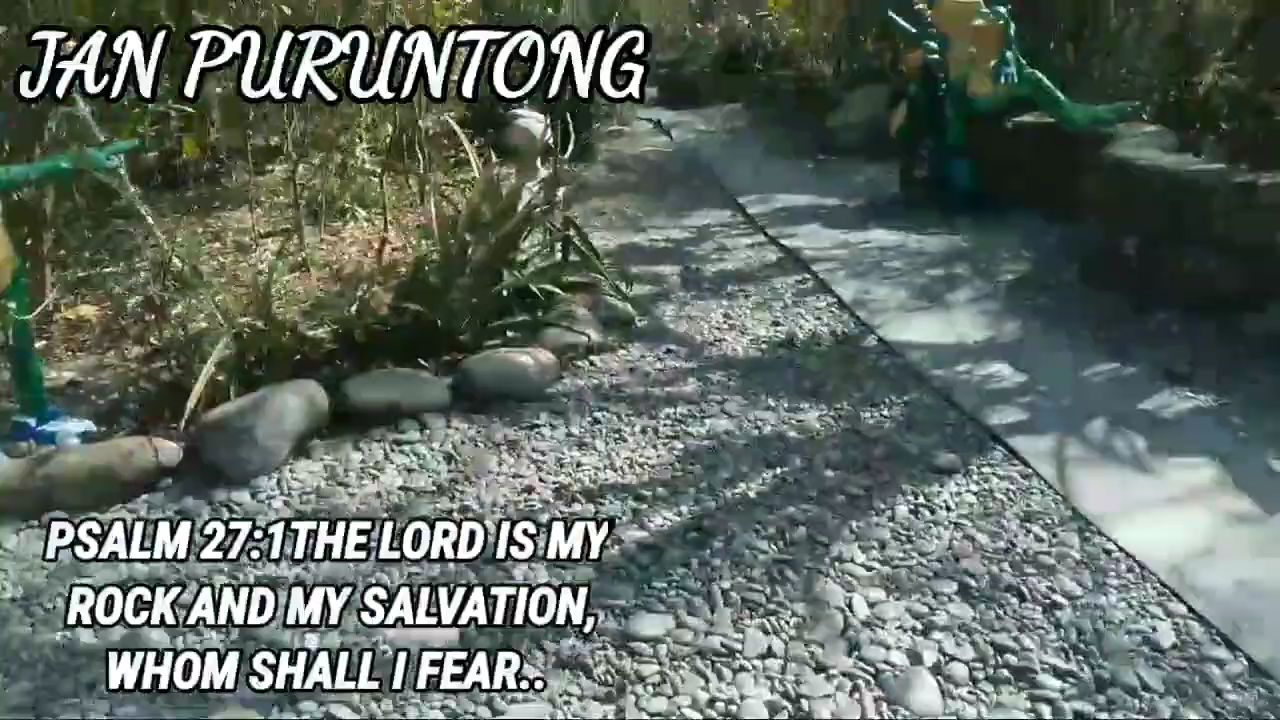 JAN PURUNTONG
PSALM 27:1THE LORD IS MY
ROCK AND MY SALVATION,
WHOM SHALL I FEAR..